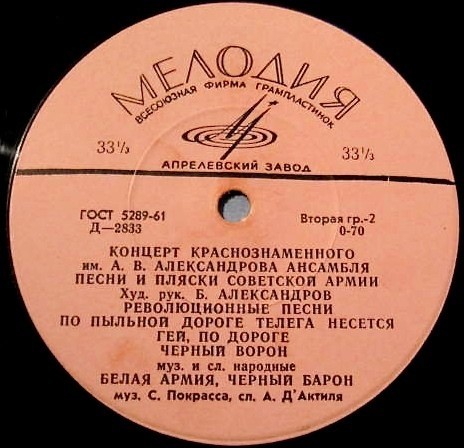 МЕЛОДИЯ
ВСЕСОЮЗНАЯ ФИРМА ГРАМПЛАСТИНОК
33⅓ 33⅓
АПРЕЛЕВСКИЙ ЗАВОД
ГОСТ 5289-61 Вторая гр.-2
Д—2833 0-70
КОНЦЕРТ КРАСНОЗНАМЕННОГО
им. А. В. АЛЕКСАНДРОВА АНСАМБЛЯ
ПЕСНИ И ПЛЯСКИ СОВЕТСКОЙ АРМИИ
Худ. рук. Б. АЛЕКСАНДРОВ
РЕВОЛЮЦИОННЫЕ ПЕСНИ
ПО ПЫЛЬНОЙ ДОРОГЕ ТЕЛЕГА НЕСЕТСЯ
ГЕЙ, ПО ДОРОГЕ
ЧЕРНЫЙ ВОРОН
муз. и сл. народные
БЕЛАЯ АРМИЯ, ЧЕРНЫЙ БАРОН
муз. С. Покрасса, сл. А. Д'Актиля